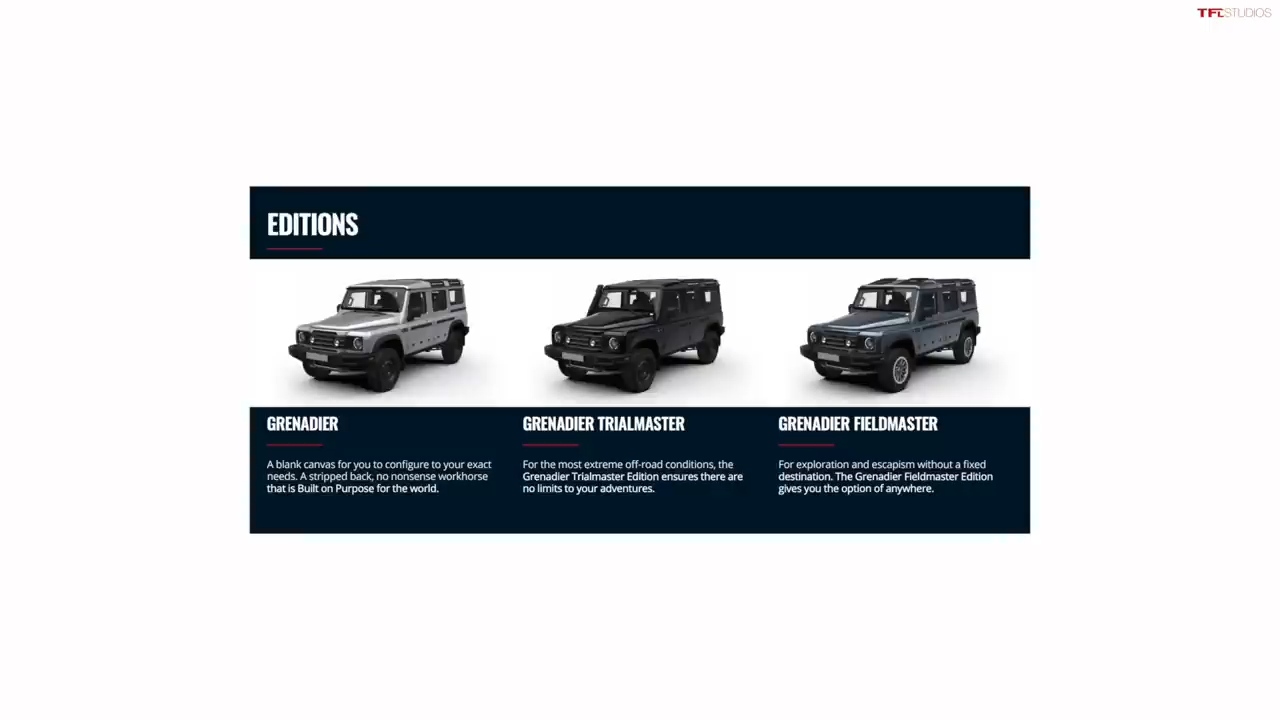 TFLSTUDIOS
EDITIONS
GRENADIER
A blank canvas for you to configure to your exact
needs. A stripped back, no nonsense workhorse
that is Built on Purpose for the world.
GRENADIER TRIALMASTER
For the most extreme off-road conditions, the
Grenadier Trialmaster Edition ensures there are
no limits to your adventures.
GRENADIER FIELDMASTER
For exploration and escapism without a fixed
destination. The Grenadier Fieldmaster Edition
gives you the option of anywhere.